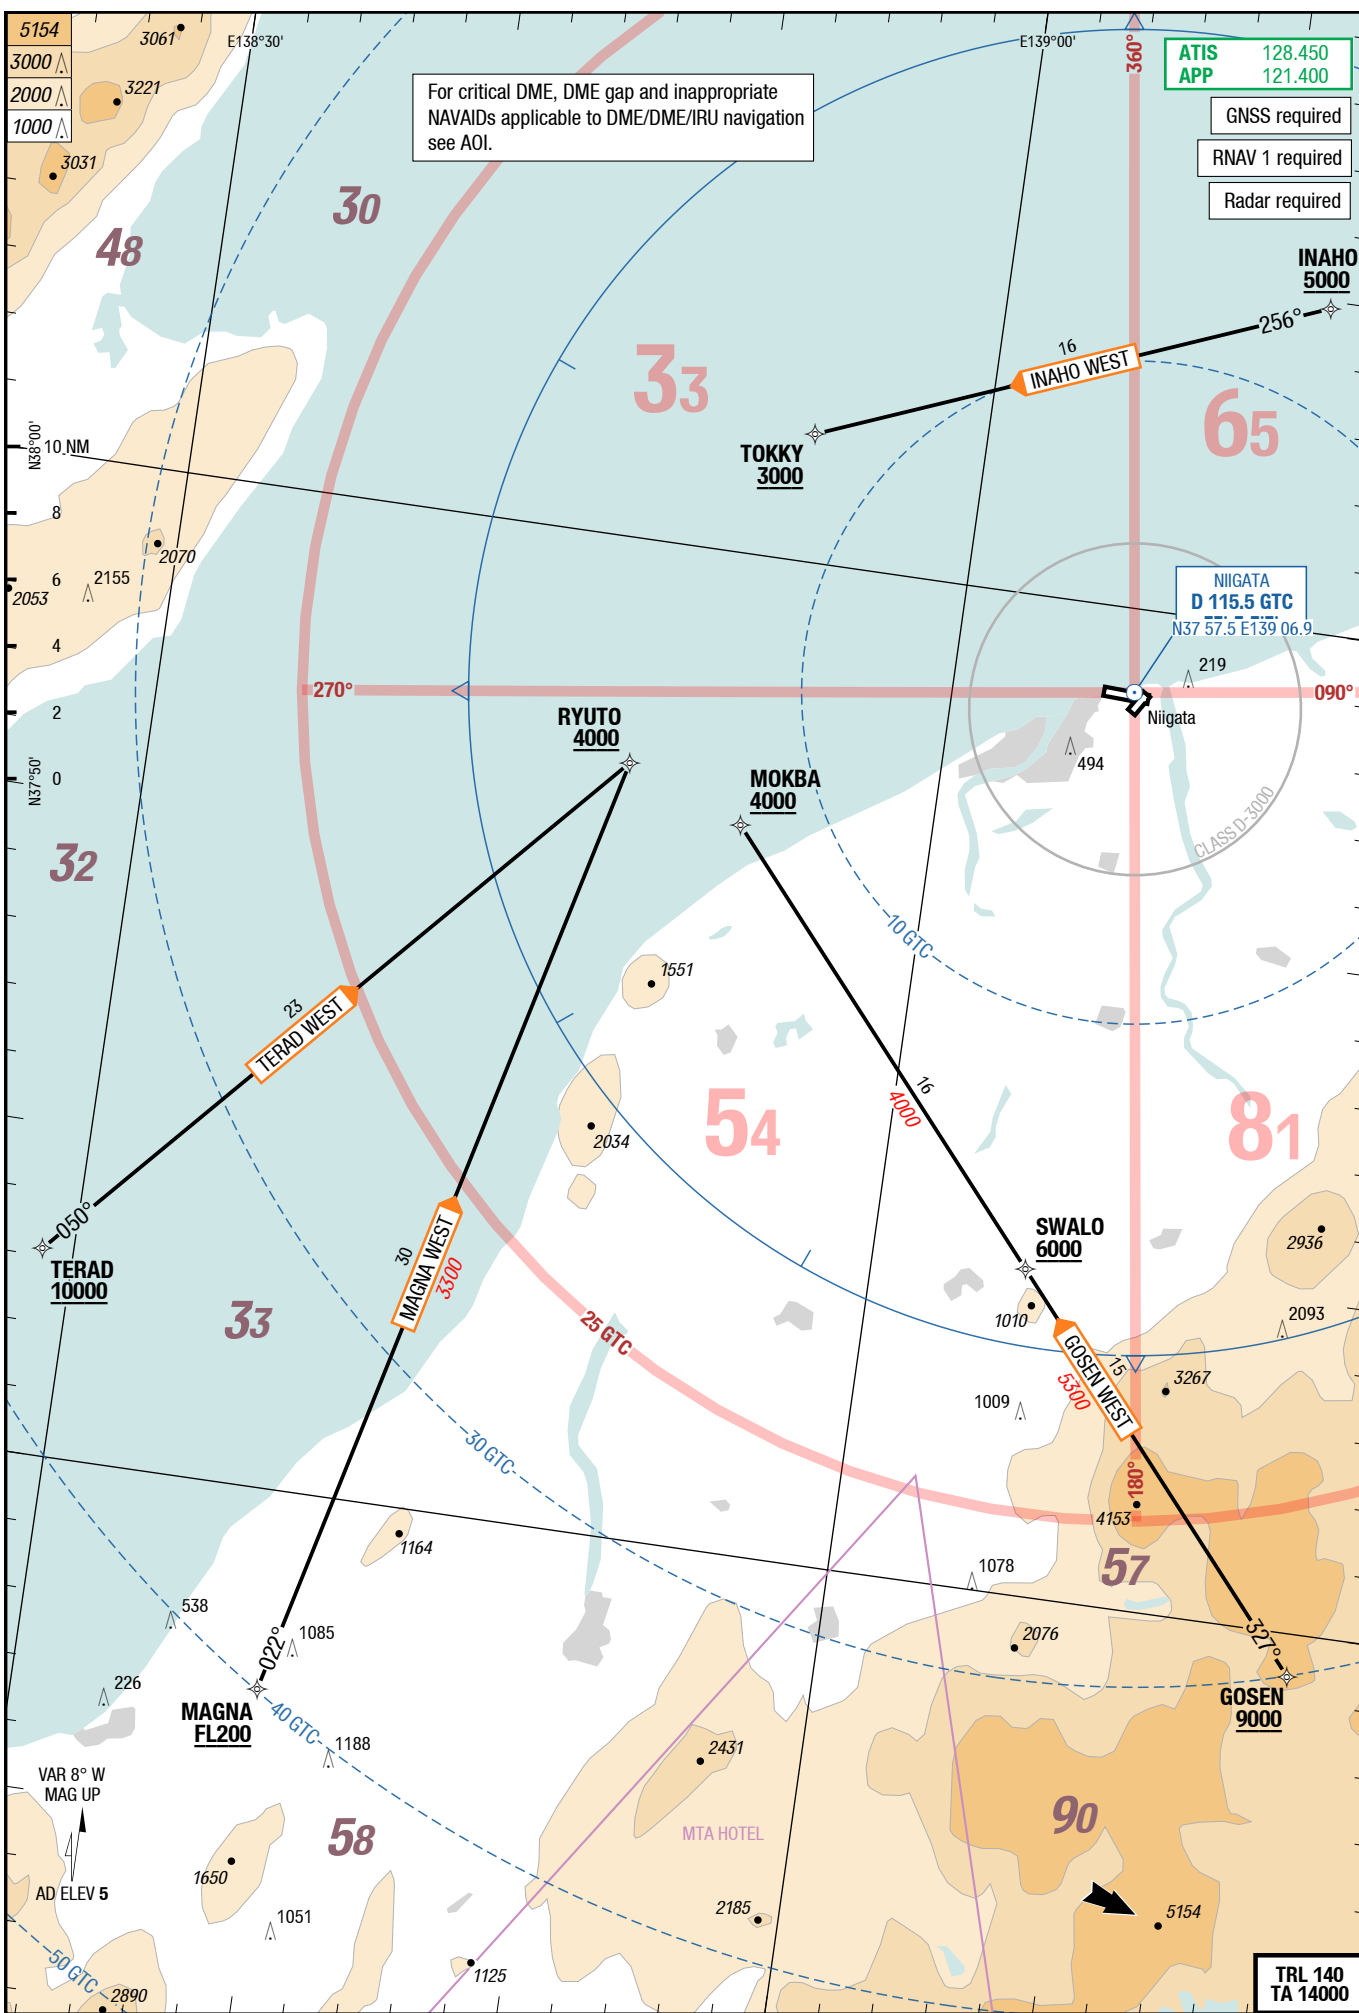 5154
3000
2000
1000
3061
3221
3031
E138°30'
E139°00'
360°
ATIS 128.450
APP 121.400
GNSS required
RNAV 1 required
Radar required
For critical DME, DME gap and inappropriate
NAVAIDs applicable to DME/DME/IRU navigation
see AOI.
48
30
INAHO
5000
256°
16
INAHO WEST
33
65
TOKKY
3000
N38°00'
10 NM
8
6
4
2
0
N37°50'
2070
2155
2053
NIIGATA
D 115.5 GTC
N37 57.5 E139 06.9
219
270°
090°
Niigata
494
RYUTO
4000
MOKBA
4000
CLASS D-3000
32
10 GTC
1551
23
TERAD WEST
16
4000
54
81
2034
050°
TERAD
10000
30
MAGNA WEST
3300
SWALO
6000
2936
1010
2093
33
25 GTC
15
GOSEN WEST
5300
3267
1009
30 GTC
180°
4153
1164
57
1078
538
1085
022°
2076
327°
226
MAGNA
FL200
40 GTC
GOSEN
9000
1188
2431
VAR 8° W
MAG UP
MTA HOTEL
90
58
1650
AD ELEV 5
1051
2185
5154
50 GTC
1125
2890
TRL 140
TA 14000